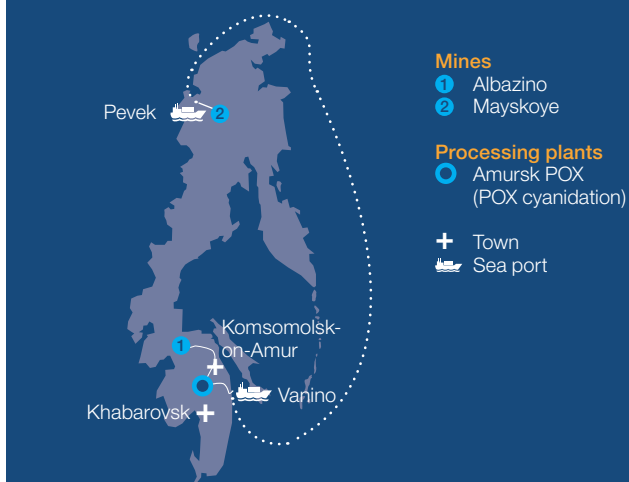 Mines
1 Albazino
2 Mayskoye
Processing plants
Amursk POX
(POX cyanidation)
Town
Sea port
Pevek
2
1
Komsomolsk-
on-Amur
Vanino
Khabarovsk